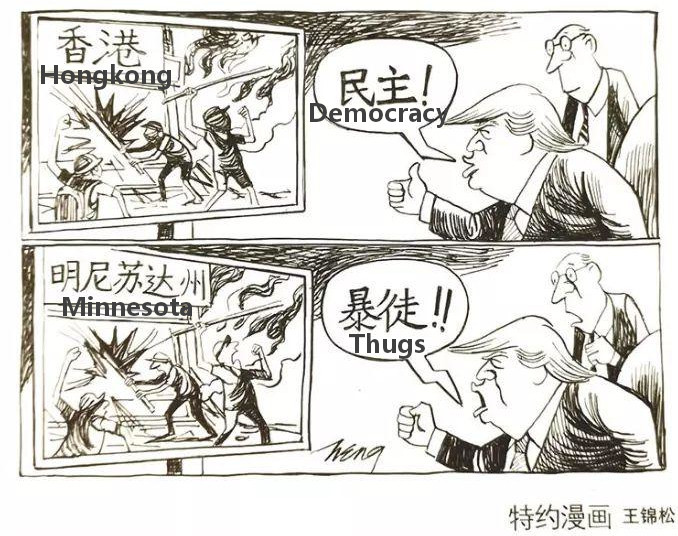 香港
Hongkong
民主!
Democracy
明尼苏达州
Minnesota
暴徒!!
Thugs
heng
特约漫画 王锦松